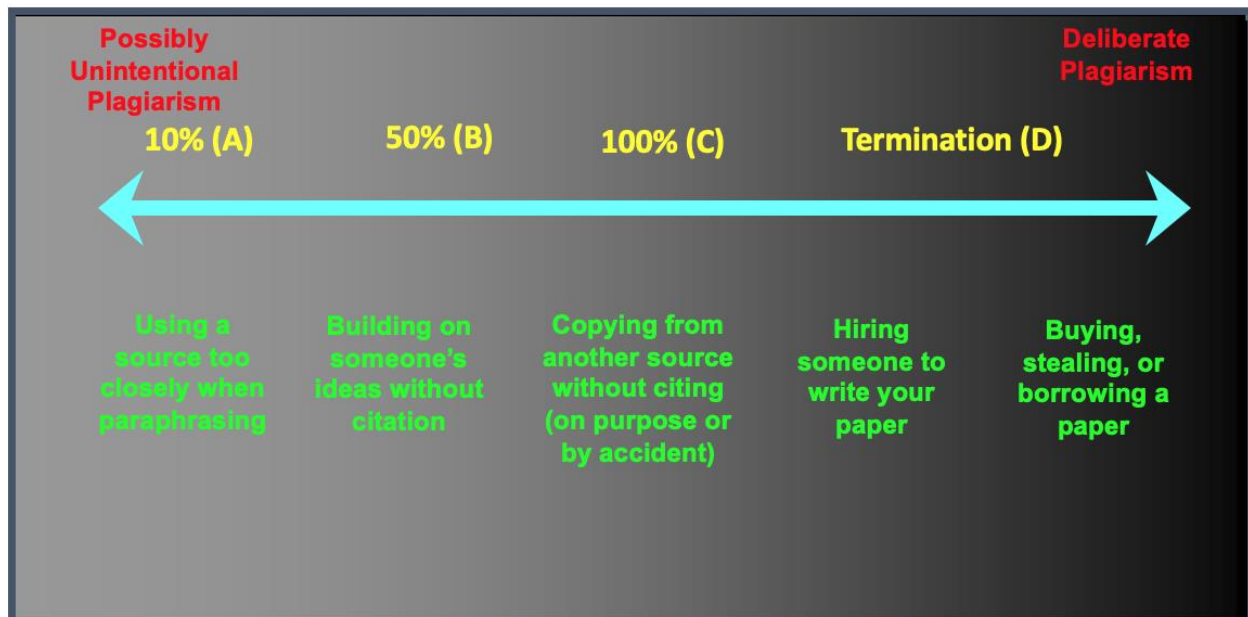 Possibly
Unintentional
Plagiarism
Deliberate
Plagiarism
10% (A)
50% (B)
100% (C)
Termination (D)
Using a
source too
closely when
paraphrasing
Building on
someone's
ideas without
citation
Copying from
another source
without citing
(on purpose or
by accident)
Hiring
someone to
write your
paper
Buying,
stealing, or
borrowing a
paper